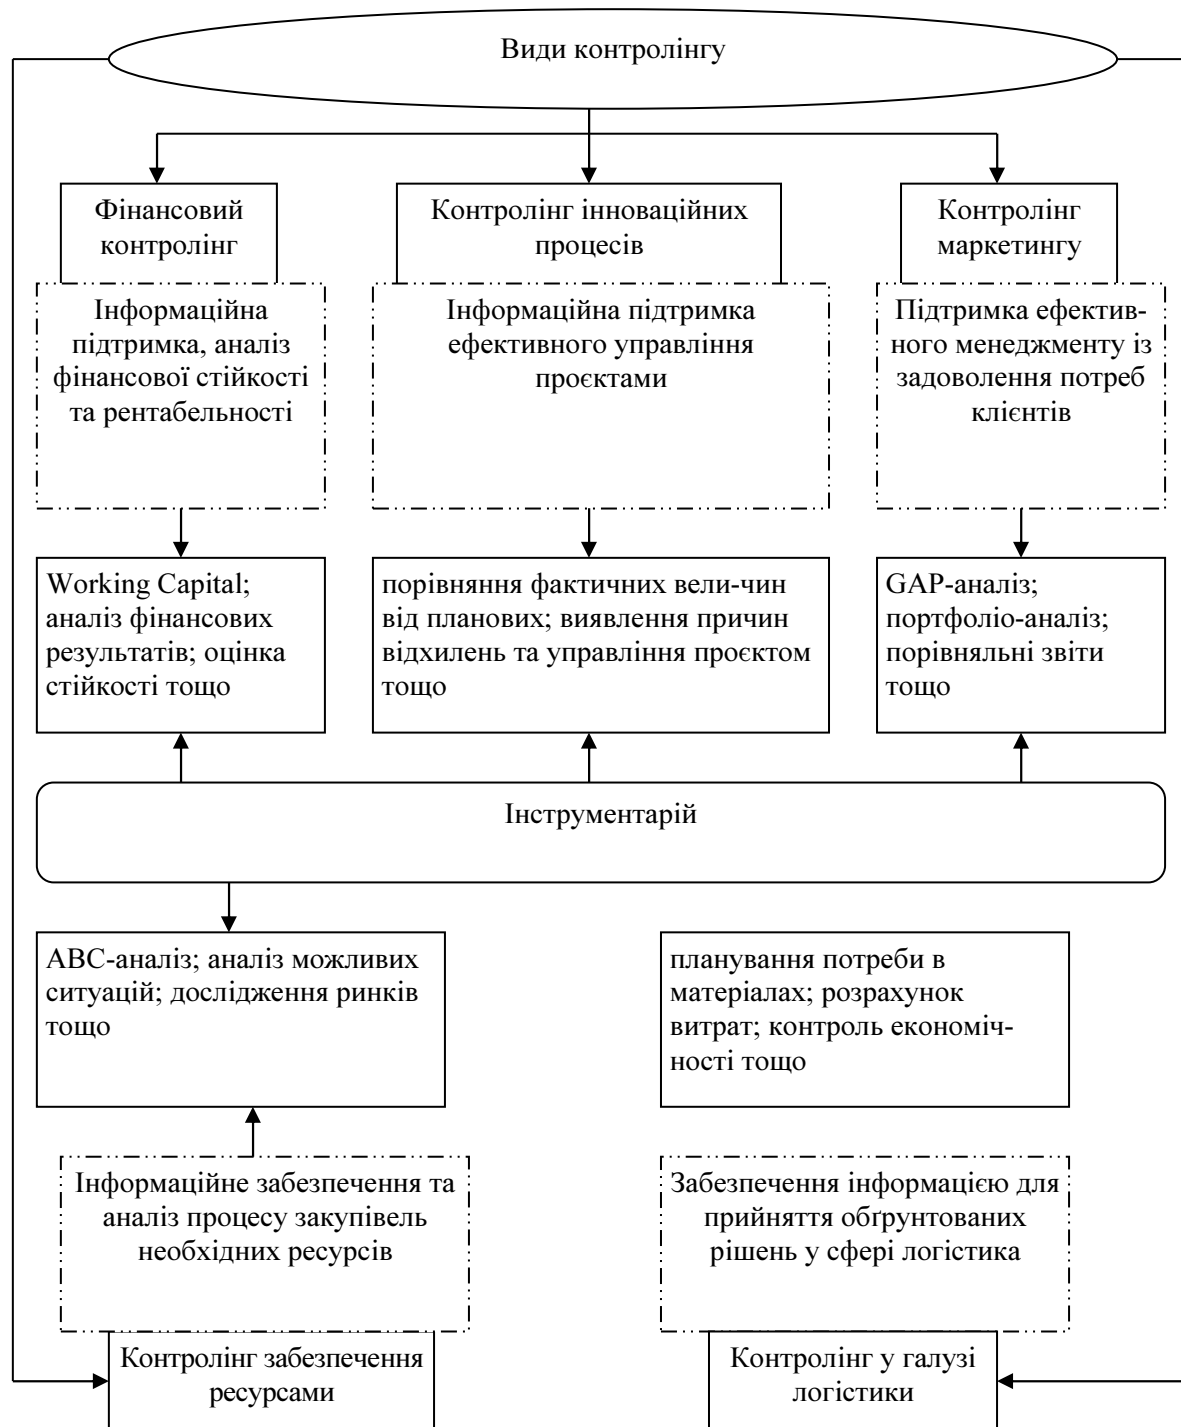 Види контролінгу
Фінансовий
контролінг
Контролінг інноваційних
процесів
Контролінг
маркетингу
Інформаційна
підтримка, аналіз
фінансової стійкості
та рентабельності
Інформаційна підтримка
ефективного управління
проєктами
Підтримка ефектив-
ного менеджменту із
задоволення потреб
клієнтів
Working Capital;
аналіз фінансових
результатів; оцінка
стійкості тощо
порівняння фактичних вели-чин
від планових; виявлення причин
відхилень та управління проєктом
тощо
GAP-аналіз;
портфоліо-аналіз;
порівняльні звіти
тощо
Інструментарій
АВС-аналіз; аналіз можливих
ситуацій; дослідження ринків
тощо
планування потреби в
матеріалах; розрахунок
витрат; контроль економіч-
ності тощо
Інформаційне забезпечення та
аналіз процесу закупівель
необхідних ресурсів
Забезпечення інформацією для
прийняття обґрунтованих
рішень у сфері логістика
Контролінг забезпечення
ресурсами
Контролінг у галузі
логістики